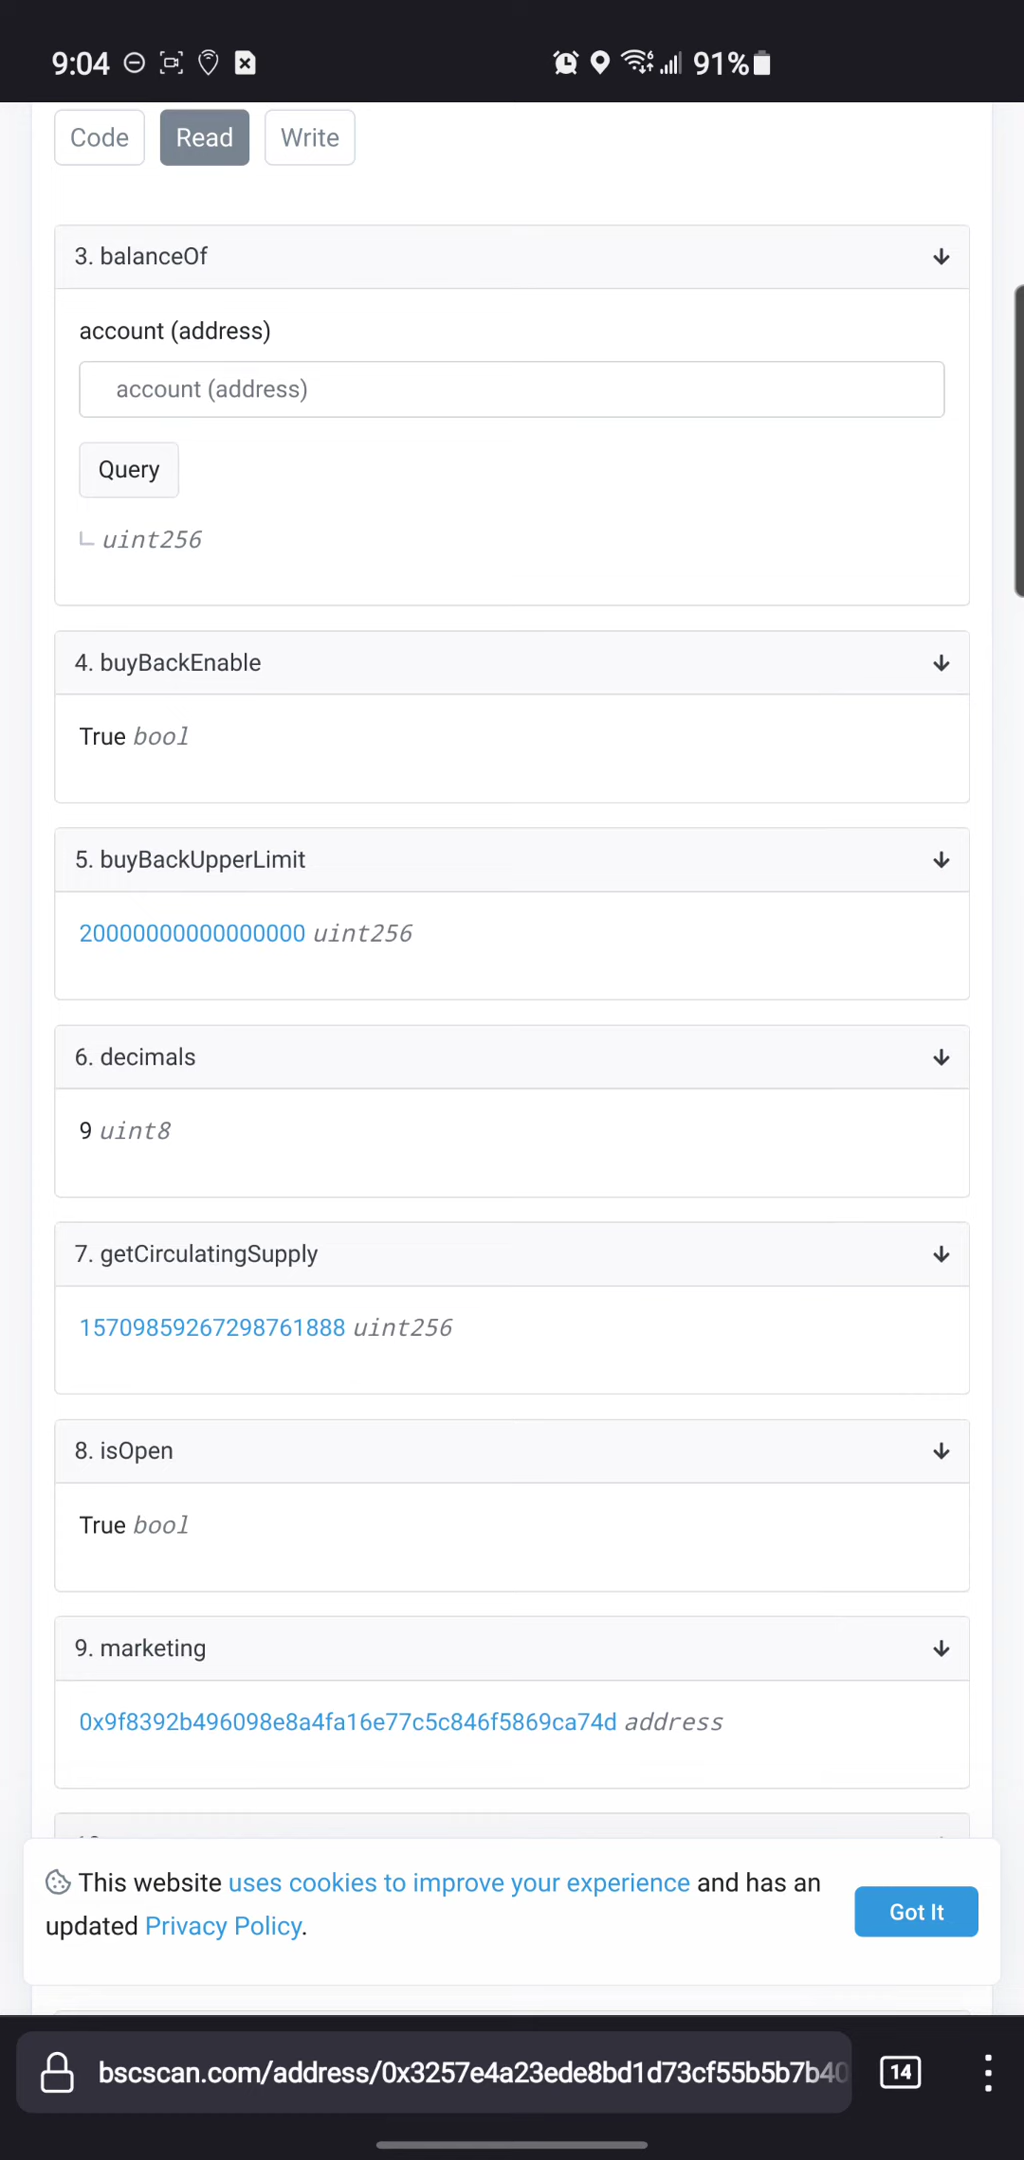 9:04 91%
Code Read Write
3. balanceOf
account (address)
account (address)
Query
uint256
4. buyBackEnable
True bool
5. buyBackUpperLimit
20000000000000000 uint256
6. decimals
9 uint8
7. getCirculatingSupply
1570985926729876​1888 uint256
8. isOpen
True bool
9. marketing
0x9f8392b496098e8a4fa16e77c5c846f5869ca74d address
This website uses cookies to improve your experience and has an
updated Privacy Policy.
Got It
bscscan.com/address/0x3257e4a23ede8bd1d73cf55b5b7b40
14